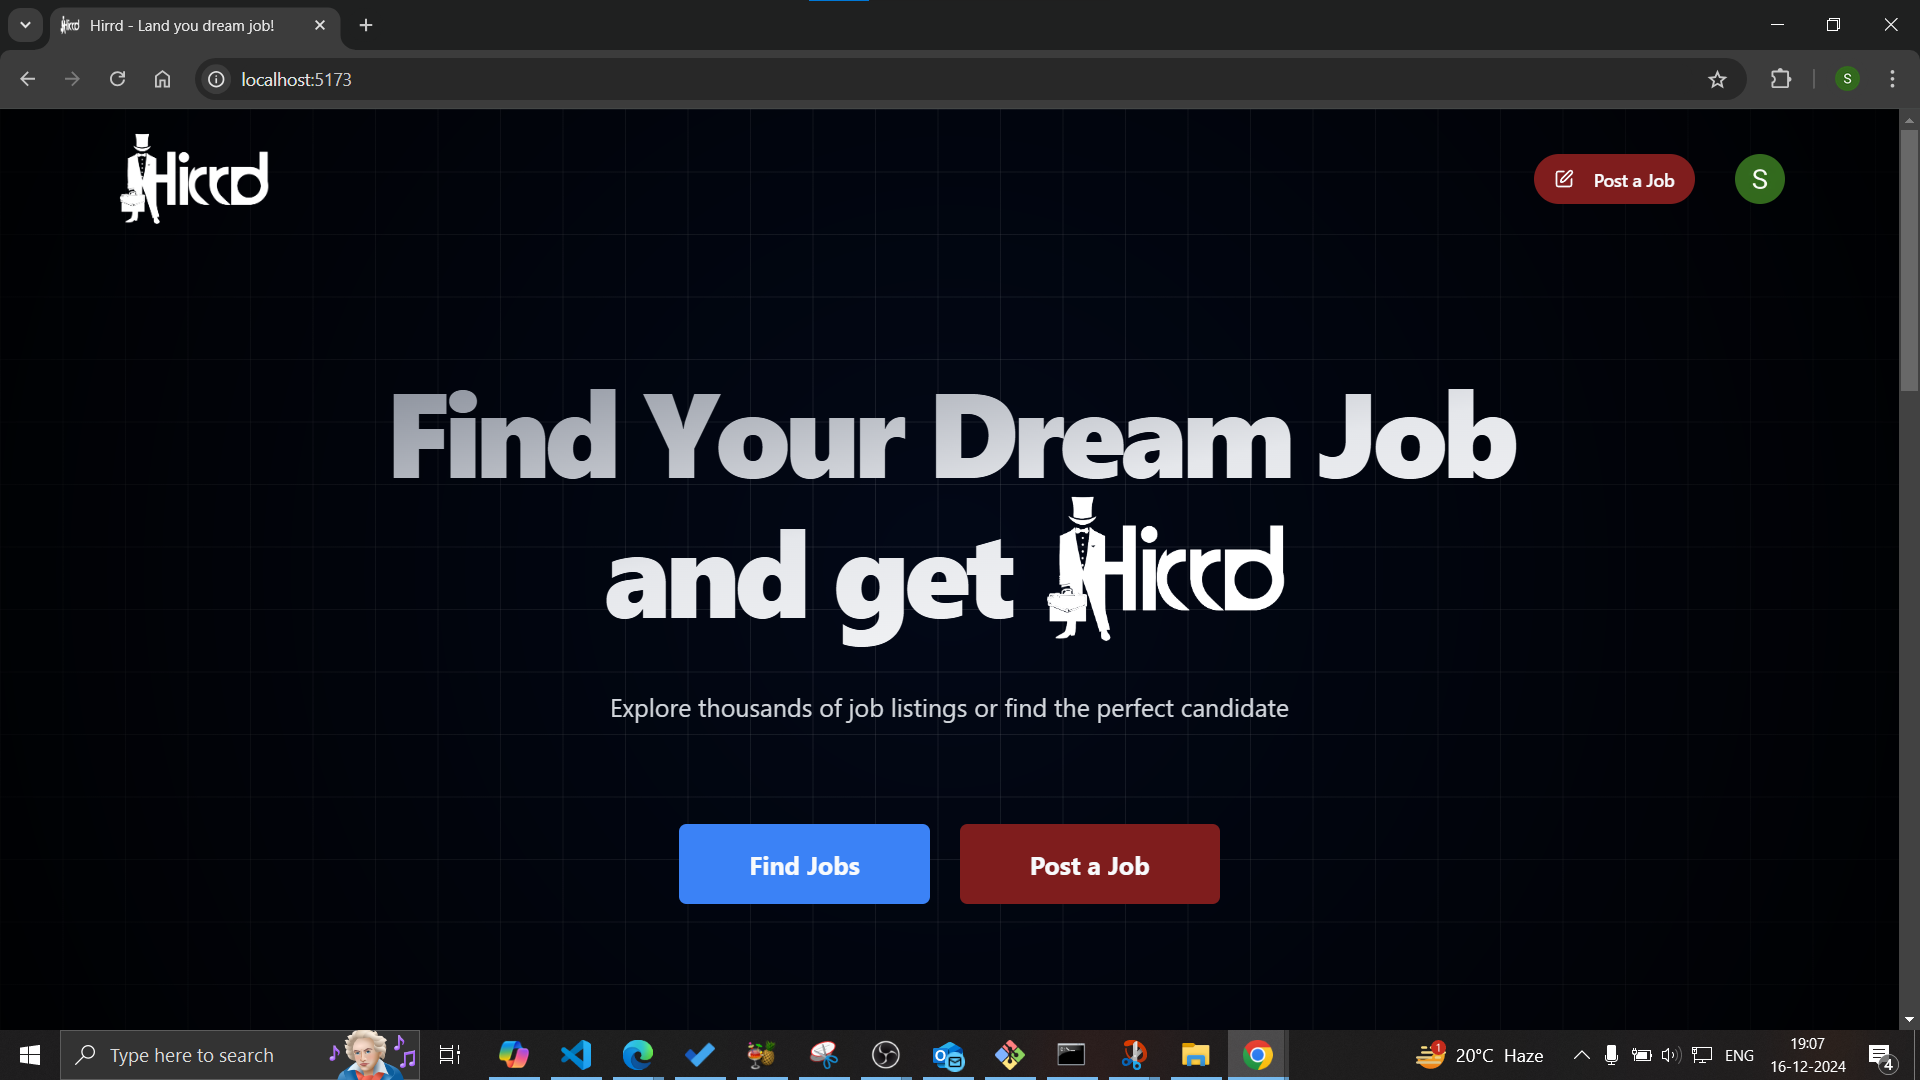 Hirrd - Land you dream job!
localhost:5173
S
Hirrd
Post a Job
S
Find Your Dream Job
and get Hirrd
Explore thousands of job listings or find the perfect candidate
Find Jobs
Post a Job
Type here to search
1
20°C Haze
ENG
19:07
16-12-2024
4